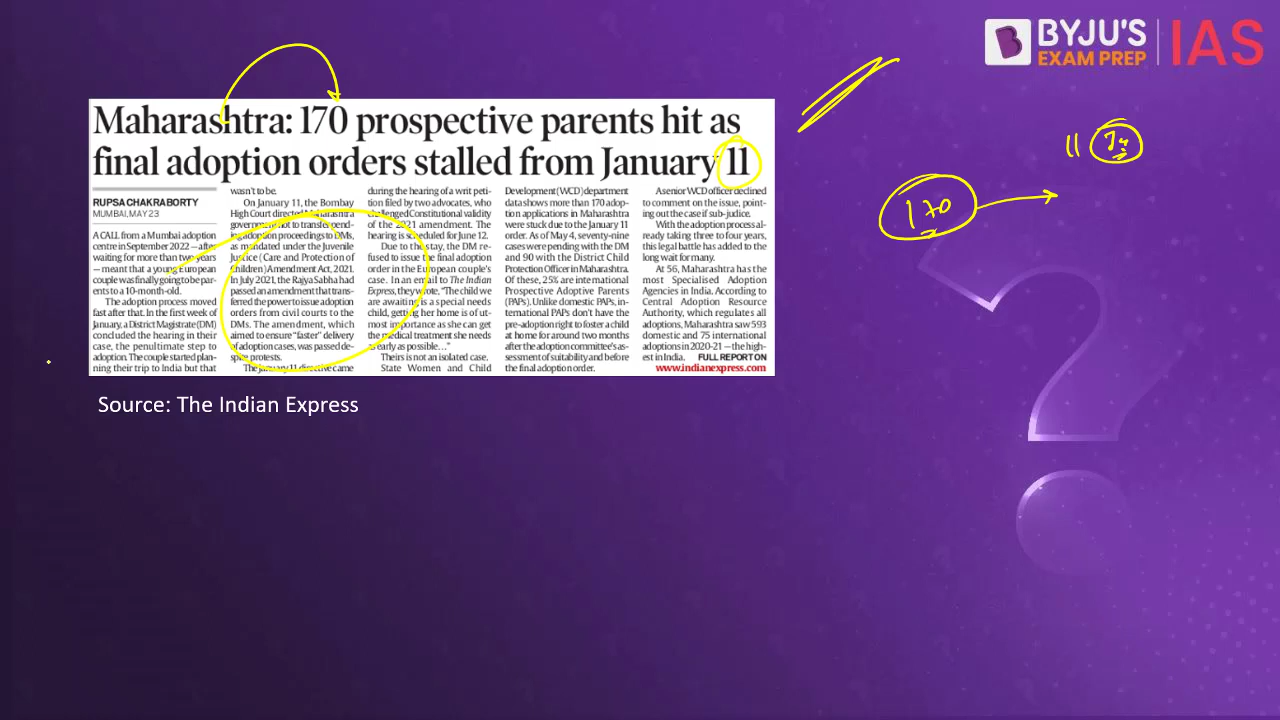 BYJU'S
EXAM PREP
IAS
Maharashtra: 170 prospective parents hit as
final adoption orders stalled from January 11
RUPSA CHAKRABORTY
MUMBAI, MAY 23
A CALL from a Mumbai adoption
centre in September 2022 — after
waiting for more than two years
— meant that a young European
couple was finally going to be par-
ents to a 10-month-old.
The adoption process moved
fast after that. In the first week of
January, a District Magistrate (DM)
concluded the hearing in their
case, the penultimate step to
adoption. The couple started plan-
ning their trip to India but that
wasn't to be.
On January 11, the Bombay
High Court directed Maharashtra
government not to transfer pend-
ing adoption proceedings to DMs,
as mandated under the Juvenile
Justice (Care and Protection of
Children) Amendment Act, 2021.
In July 2021, the Rajya Sabha had
passed an amendment that trans-
ferred the power to issue adoption
orders from civil courts to the
DMs. The amendment, which
aimed to ensure "faster" delivery
of adoption cases, was passed de-
spite protests.
The January 11 directive came
during the hearing of a writ peti-
tion filed by two advocates, who
challenged Constitutional validity
of the 2021 amendment. The
hearing is scheduled for June 12.
Due to the stay, the DM re-
fused to issue the final adoption
order in the European couple's
case. In an email to The Indian
Express, they wrote, "The child we
are awaiting is a special needs
child, getting her home is of ut-
most importance as she can get
the medical treatment she needs
as early as possible..."
Theirs is not an isolated case.
State Women and Child
Development (WCD) department
data shows more than 170 adop-
tion applications in Maharashtra
were stuck due to the January 11
order. As of May 4, seventy-nine
cases were pending with the DM
and 90 with the District Child
Protection Officer in Maharashtra.
Of these, 25% are international
Prospective Adoptive Parents
(PAPs). Unlike domestic PAPs, in-
ternational PAPs don't have the
pre-adoption right to foster a child
at home for around two months
after the adoption committee's as-
sessment of suitability and before
the final adoption order.
A senior WCD officer declined
to comment on the issue, point-
ing out the case if sub-judice.
With the adoption process al-
ready taking three to four years,
this legal battle has added to the
long wait for many.
At 56, Maharashtra has the
most Specialised Adoption
Agencies in India. According to
Central Adoption Resource
Authority, which regulates all
adoptions, Maharashtra saw 593
domestic and 75 international
adoptions in 2020-21 — the high-
est in India. FULL REPORT ON
www.indianexpress.com
Source: The Indian Express
11
170